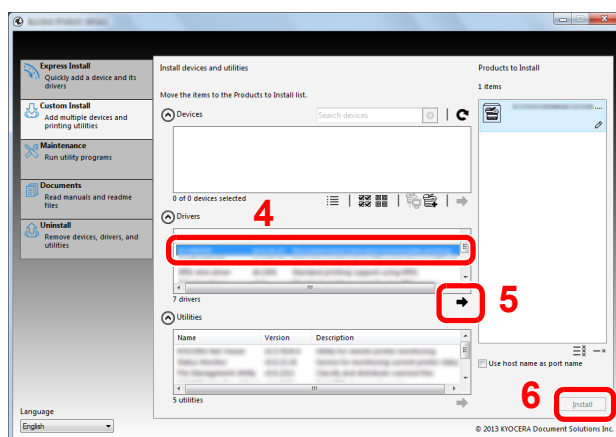 Express Install
Quickly add a device and its
drivers
Custom Install
Add multiple devices and
printing utilities
Maintenance
Run utility programs
Documents
Read manuals and readme
files
Uninstall
Remove devices, drivers, and
utilities
Language
English
Install devices and utilities
Move the items to the Products to Install list.
Devices
Search devices
0 of 0 devices selected
4
Drivers
7 drivers
5
Utilities
Name Version Description
5 utilities
Products to Install
1 items
...
Use host name as port name
6
Install
© 2013 KYOCERA Document Solutions Inc.